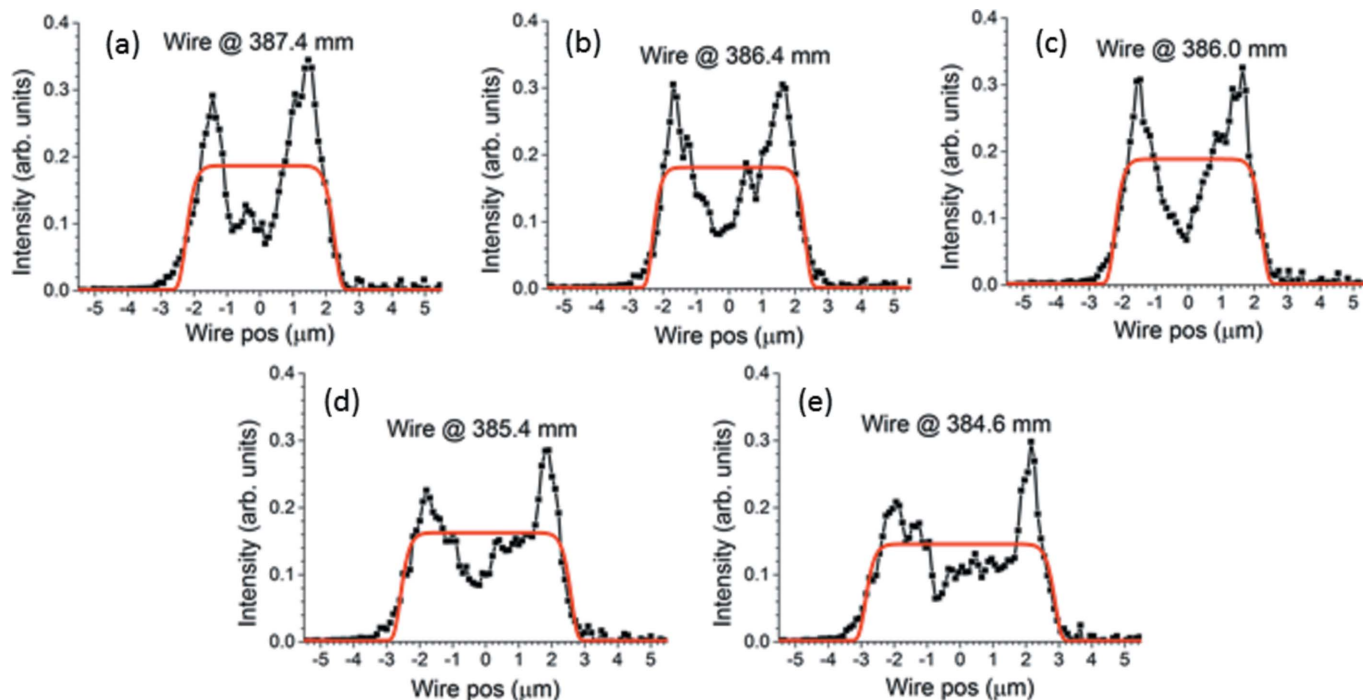 (a)
Wire @ 387.4 mm
Intensity (arb. units)
0.4
0.3
0.2
0.1
0.0
-5 -4 -3 -2 -1 0 1 2 3 4 5
Wire pos (μm)
(b)
Wire @ 386.4 mm
Intensity (arb. units)
0.4
0.3
0.2
0.1
0.0
-5 -4 -3 -2 -1 0 1 2 3 4 5
Wire pos (μm)
(c)
Wire @ 386.0 mm
Intensity (arb. units)
0.4
0.3
0.2
0.1
0.0
-5 -4 -3 -2 -1 0 1 2 3 4 5
Wire pos (μm)
(d)
Wire @ 385.4 mm
Intensity (arb. units)
0.4
0.3
0.2
0.1
0.0
-5 -4 -3 -2 -1 0 1 2 3 4 5
Wire pos (μm)
(e)
Wire @ 384.6 mm
Intensity (arb. units)
0.4
0.3
0.2
0.1
0.0
-5 -4 -3 -2 -1 0 1 2 3 4 5
Wire pos (μm)